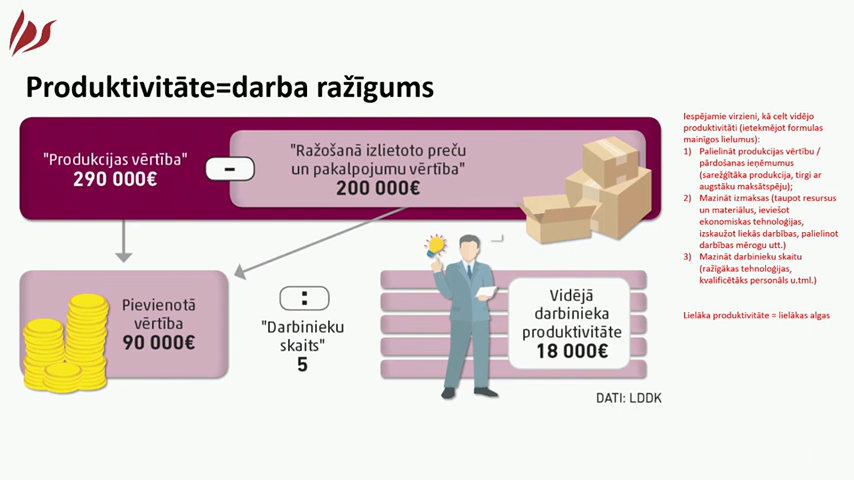 Produktivitāte=darba ražīgums
"Produkcijas vērtība"
290 000€
-
"Ražošanā izlietoto preču
un pakalpojumu vērtība"
200 000€
Pievienotā
vērtība
90 000€
:
"Darbinieku
skaits"
5
Vidējā
darbinieka
produktivitāte
18 000€
DATI: LDDK
Iespējamie virzieni, kā celt vidējo
produktivitāti (ietekmējot formulas
mainīgos lielumus):
1) Palielināt produkcijas vērtību /
pārdošanas ieņēmumus
(sarežģītāka produkcija, tirgi ar
augstāku maksātspēju);
2) Mazināt izmaksas (taupot resursus
un materiālus, ieviešot
ekonomiskas tehnoloģijas,
izskaužot liekās darbības, palielinot
darbības mērogu utt.)
3) Mazināt darbinieku skaitu
(ražīgākas tehnoloģijas,
kvalificētāks personāls u.tml.)
Lielāka produktivitāte = lielākas algas